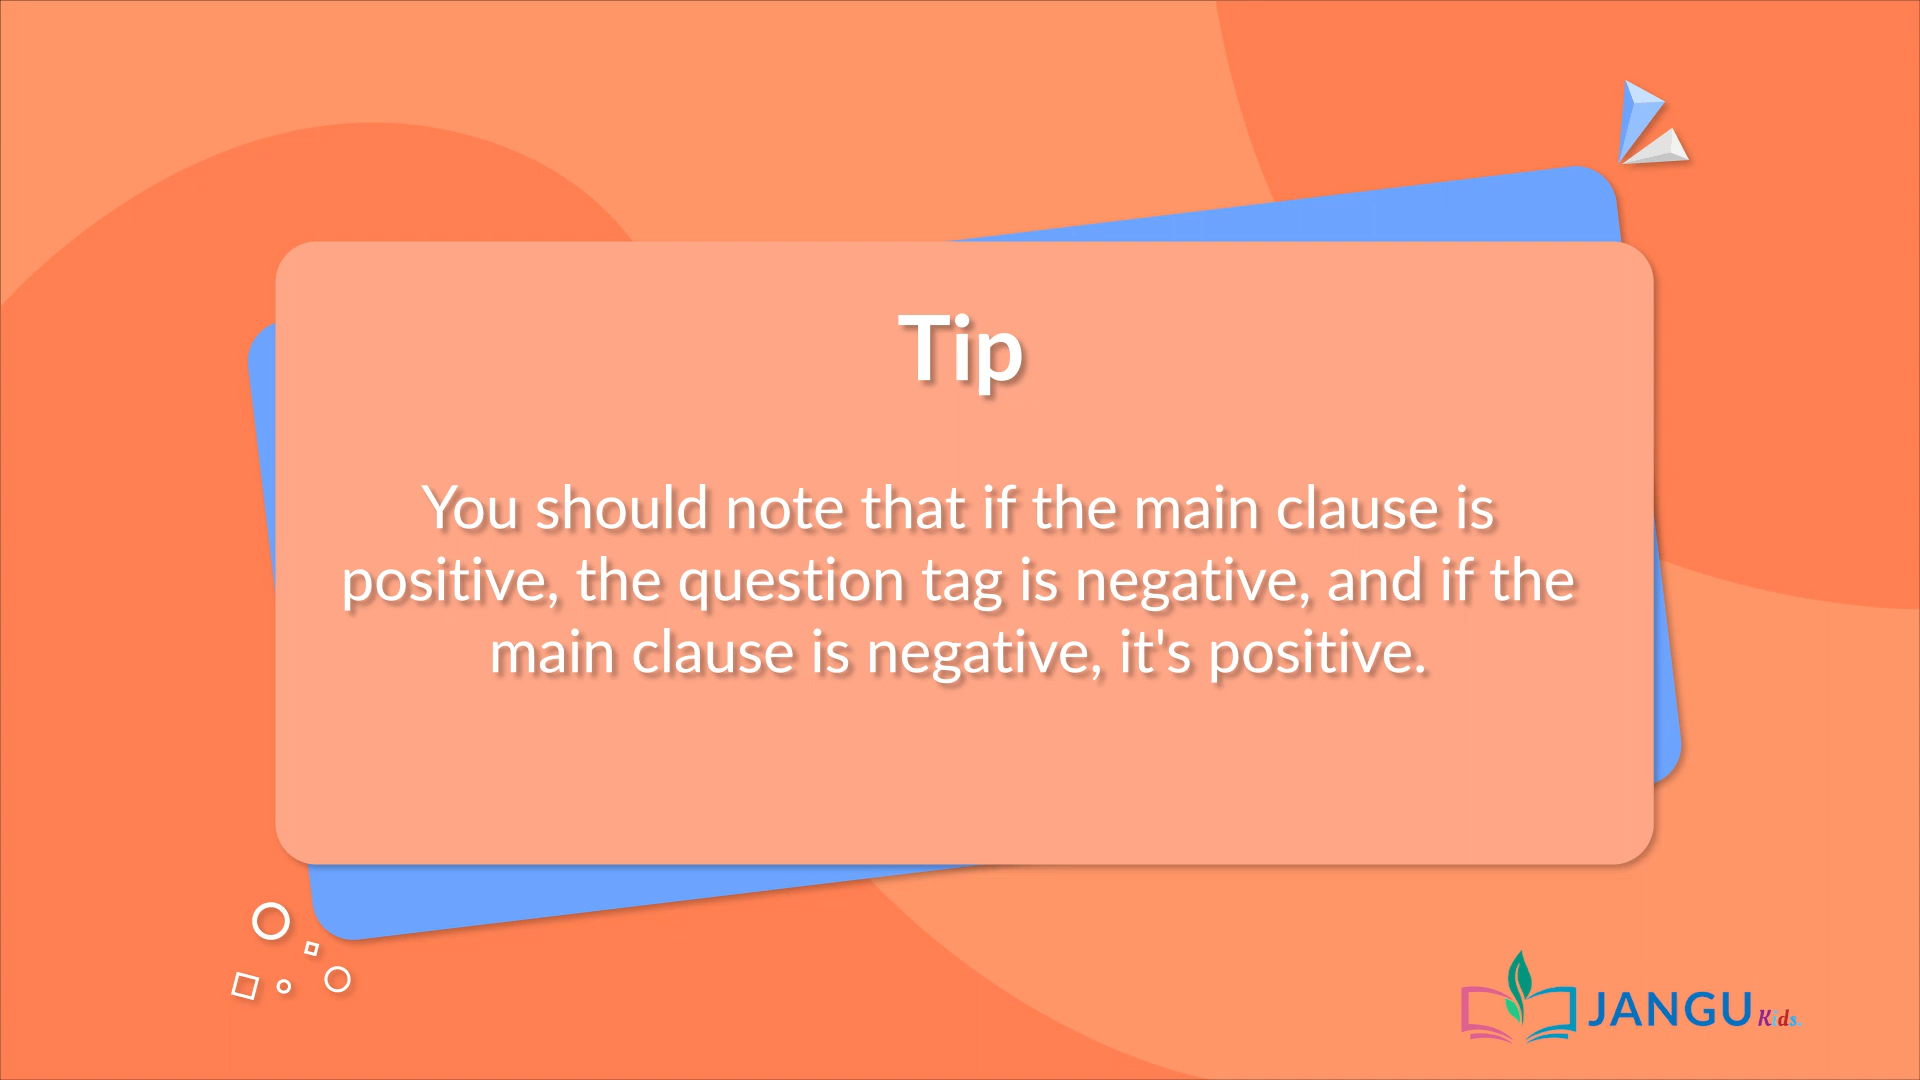 Tip
You should note that if the main clause is
positive, the question tag is negative, and if the
main clause is negative, it's positive.
JANGU Kids